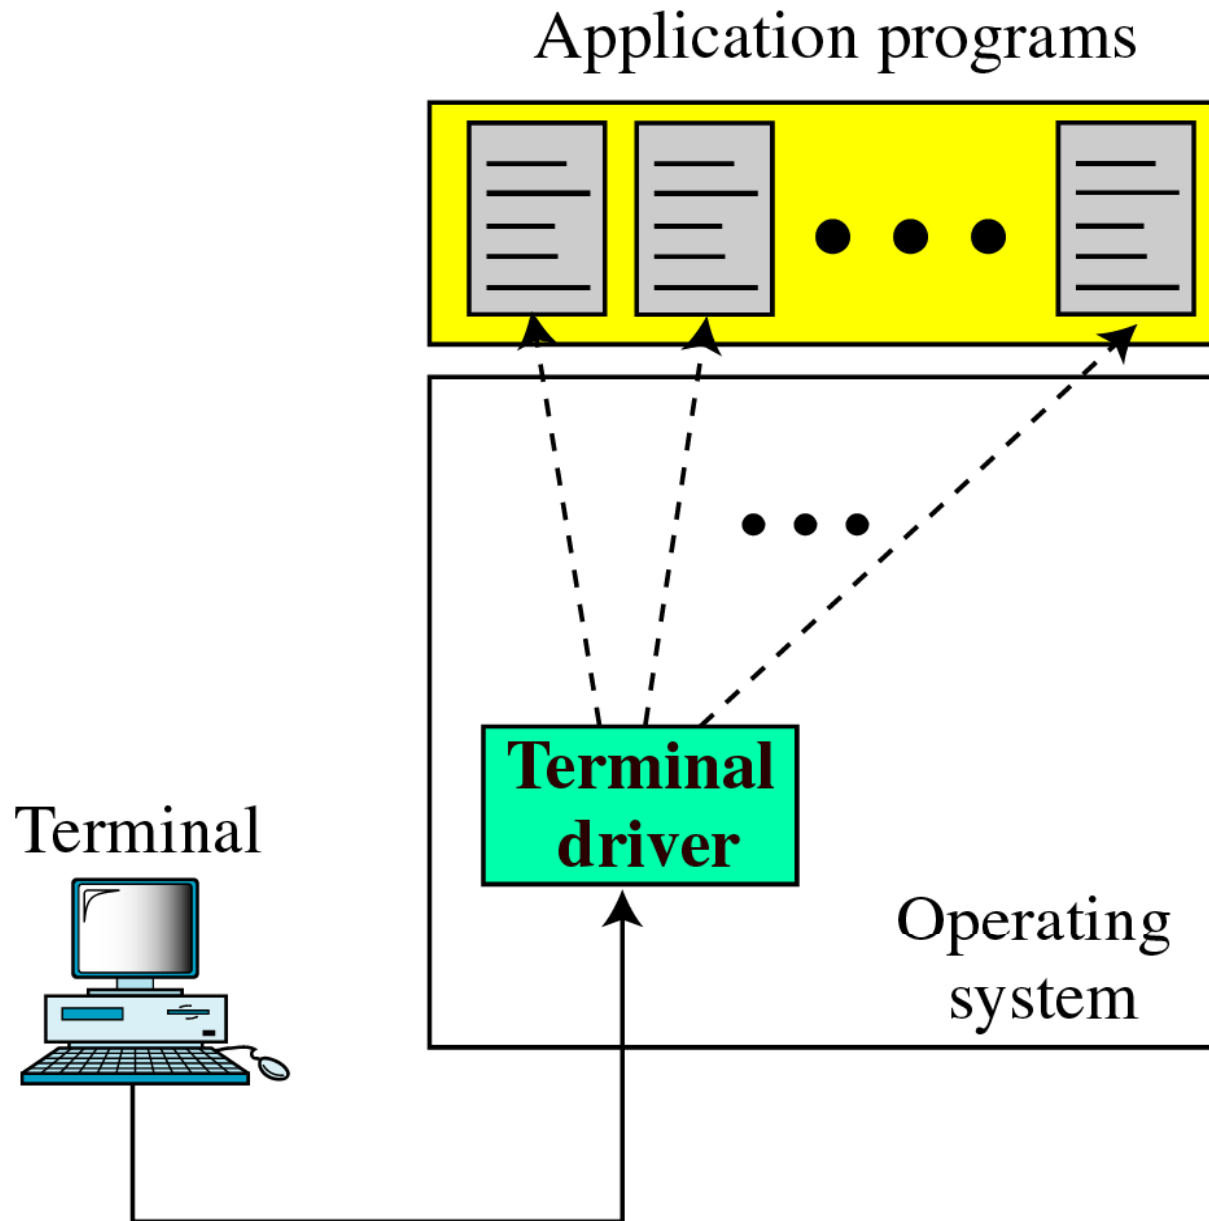 Application programs
Terminal
driver
Terminal
Operating
system